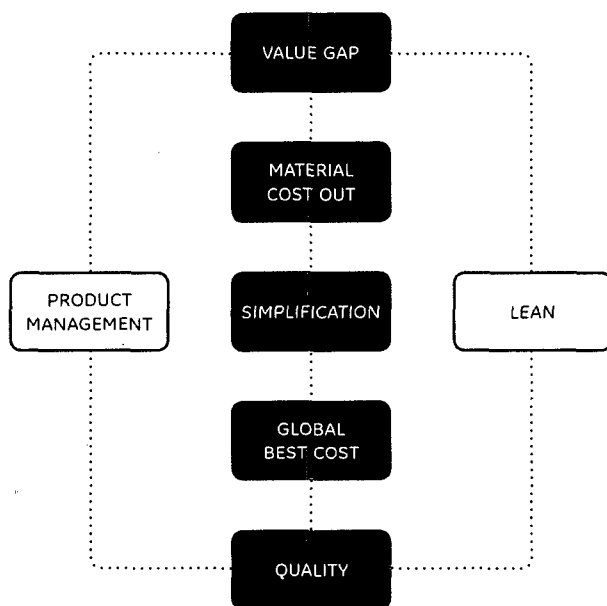 VALUE GAP
MATERIAL
COST OUT
PRODUCT
MANAGEMENT
SIMPLIFICATION
LEAN
GLOBAL
BEST COST
QUALITY